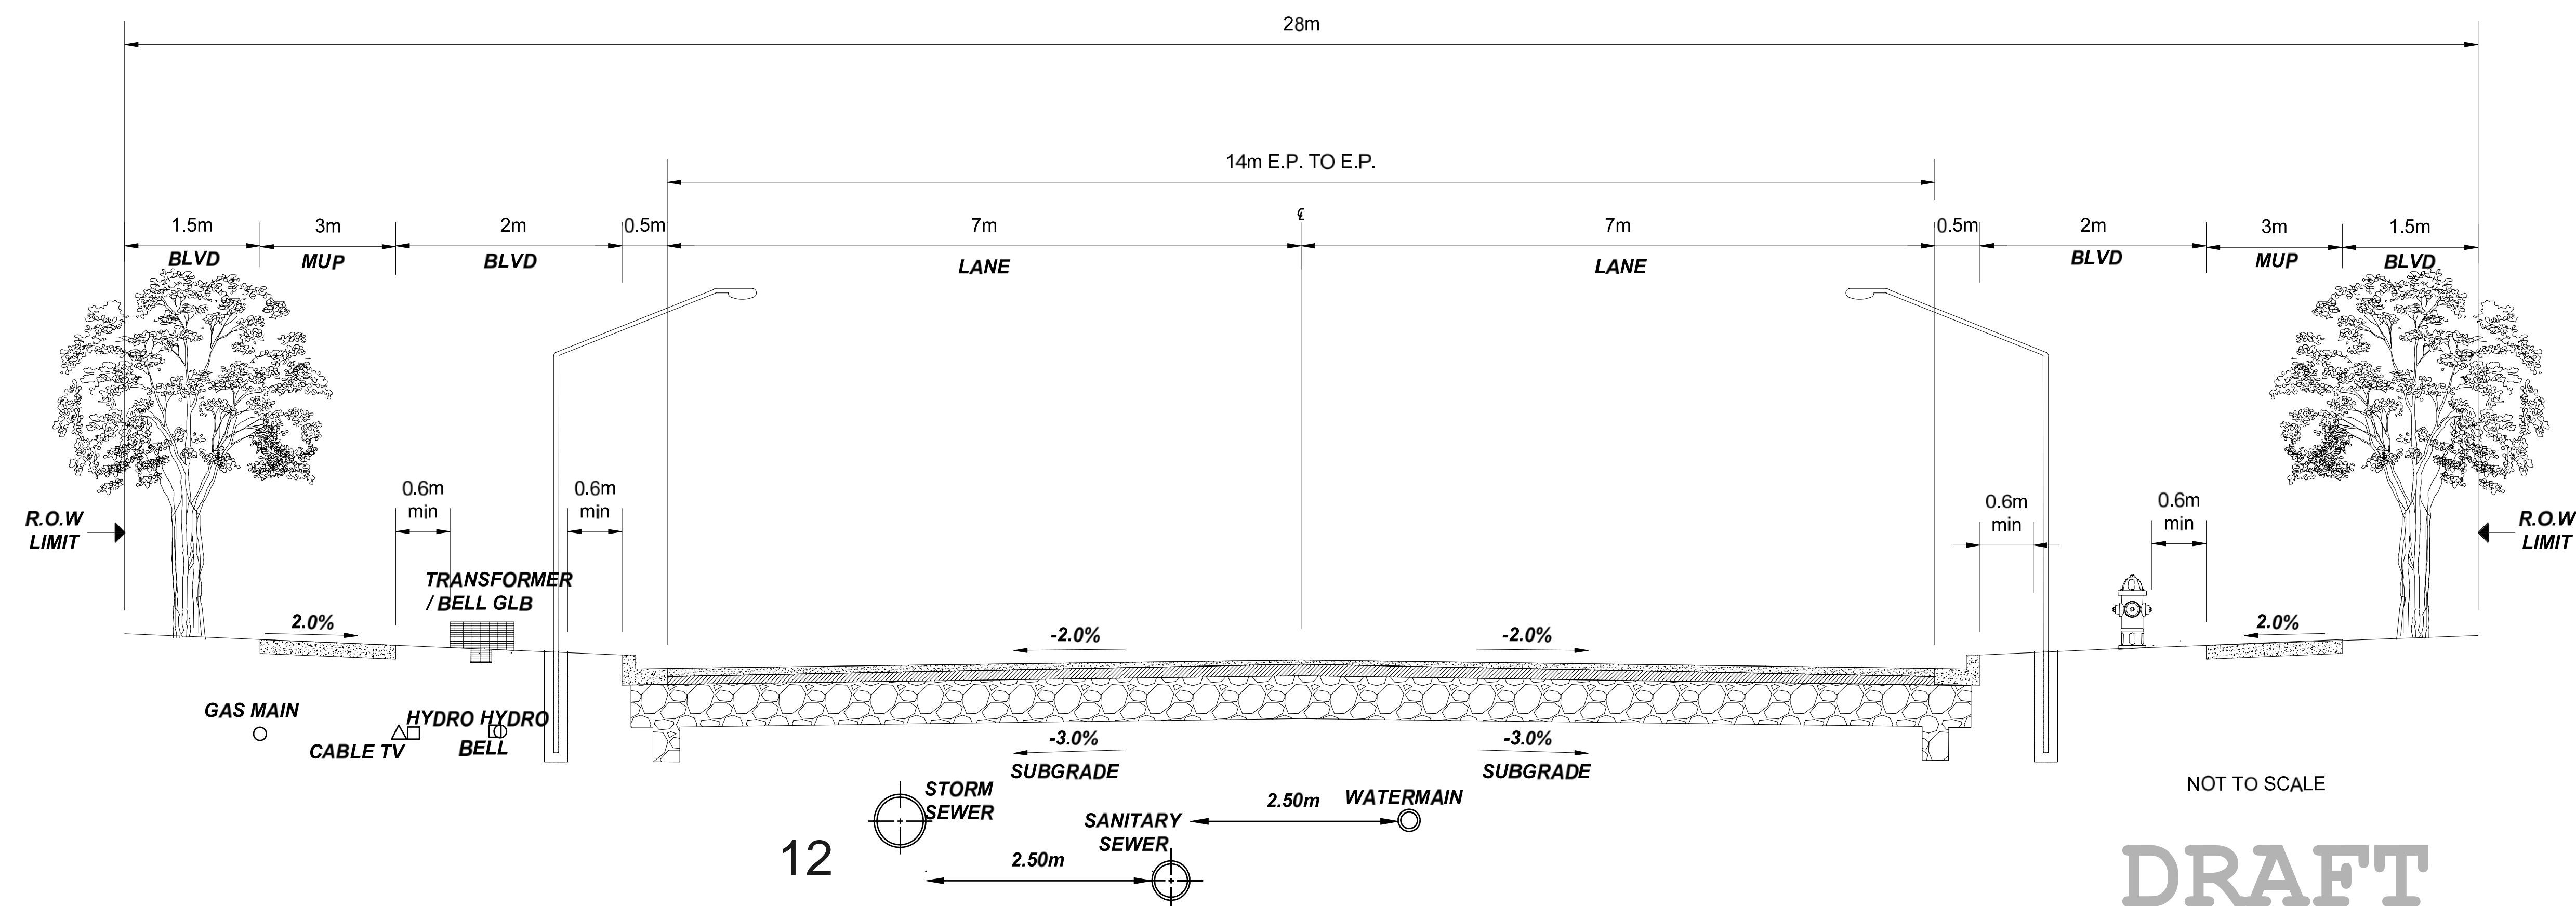 28m
14m E.P. TO E.P.
℄
1.5m 3m 2m 0.5m 7m 7m 0.5m 2m 3m 1.5m
BLVD MUP BLVD LANE LANE BLVD MUP BLVD
0.6m
min
0.6m
min
0.6m
min
0.6m
min
R.O.W
LIMIT
R.O.W
LIMIT
TRANSFORMER
/ BELL GLB
2.0% -2.0% -2.0% 2.0%
GAS MAIN
HYDRO HYDRO
CABLE TV
BELL
-3.0% -3.0%
SUBGRADE SUBGRADE
NOT TO SCALE
STORM
SEWER
SANITARY
SEWER
2.50m
WATERMAIN
2.50m
12
DRAFT